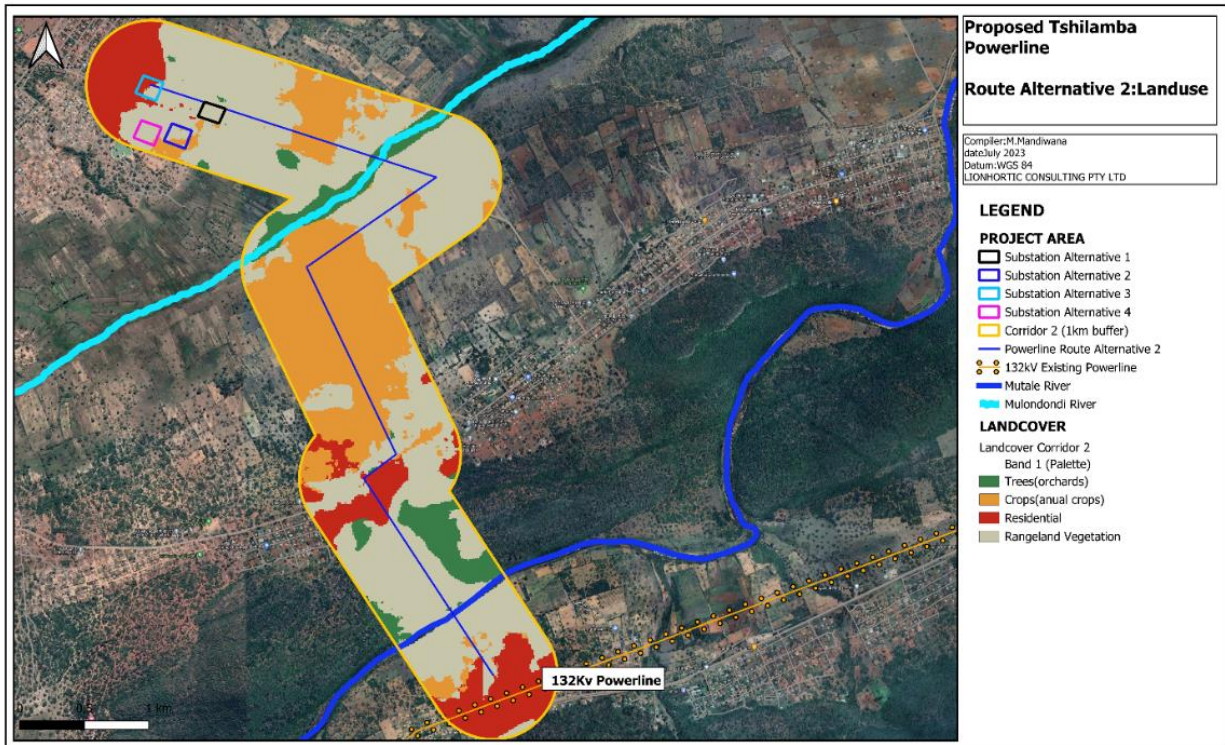 Proposed Tshilamba
Powerline
Route Alternative 2:Landuse
Compiler:M.Mandiwana
dateJuly 2023
Datum:WGS 84
LIONHORTIC CONSULTING PTY LTD
LEGEND
PROJECT AREA
Substation Alternative 1
Substation Alternative 2
Substation Alternative 3
Substation Alternative 4
Corridor 2 (1km buffer)
Powerline Route Alternative 2
132kV Existing Powerline
Mutale River
Mulondondi River
LANDCOVER
Landcover Corridor 2
Band 1 (Palette)
Trees(orchards)
Crops(anual crops)
Residential
Rangeland Vegetation
132Kv Powerline
0 0.5 1 km